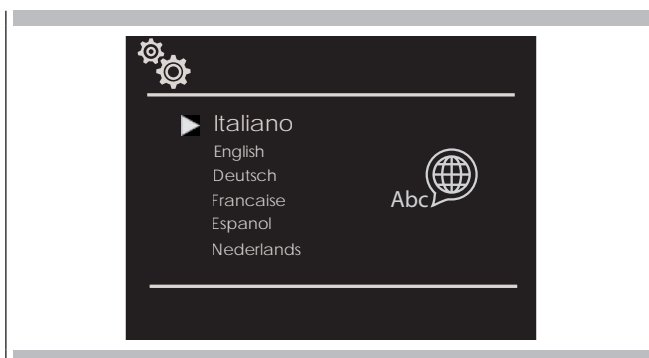 Italiano
English
Deutsch
Francaise
Espanol
Nederlands
Abc